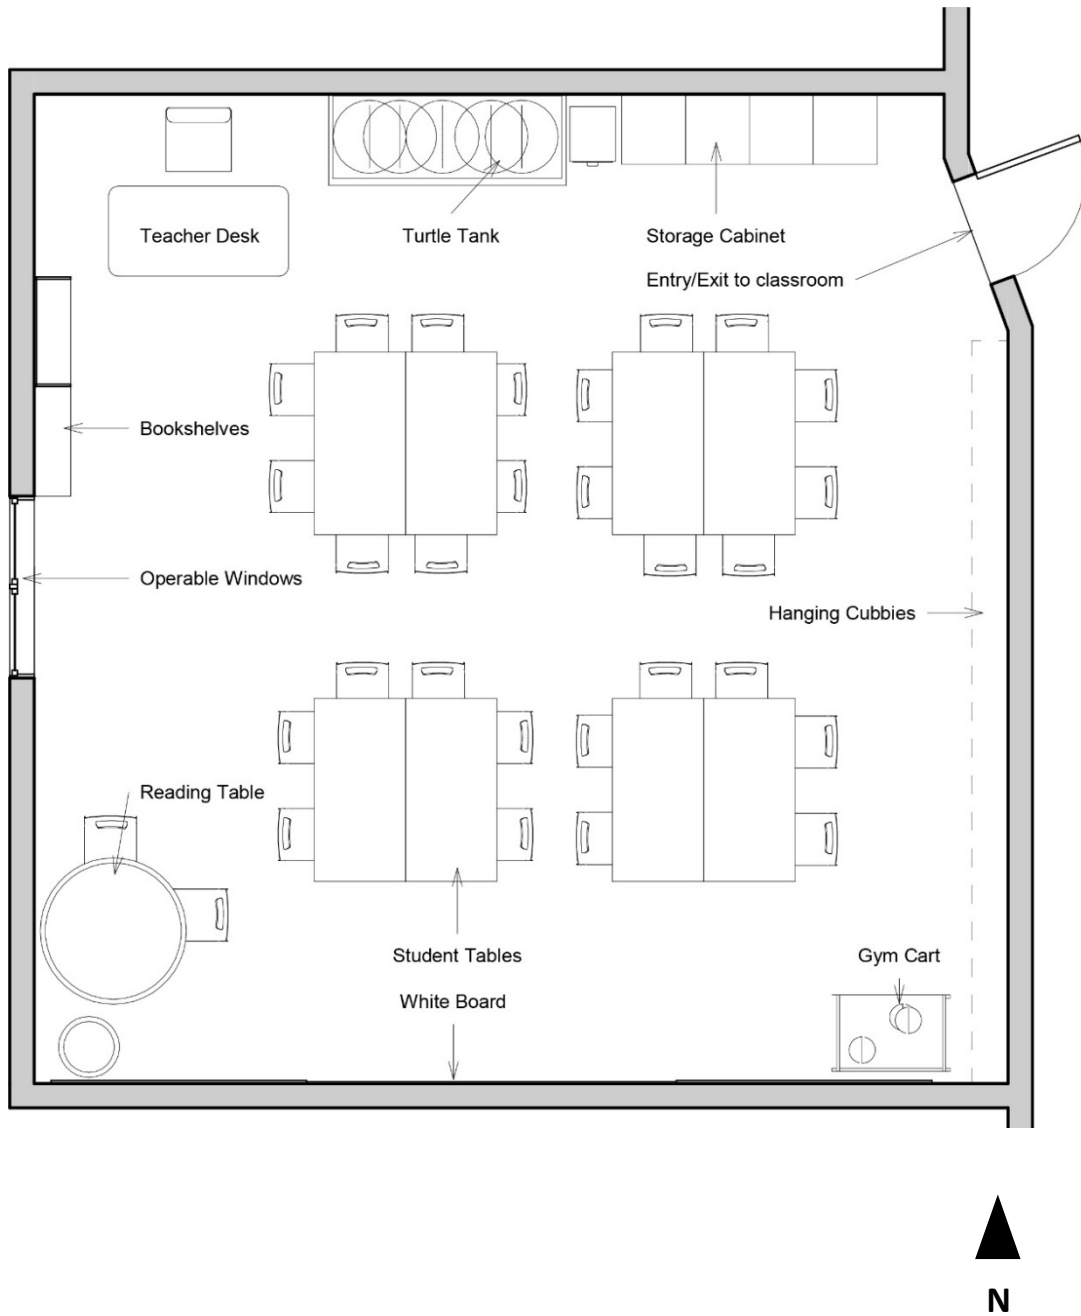 Teacher Desk
Turtle Tank
Storage Cabinet
Entry/Exit to classroom
Bookshelves
Operable Windows
Hanging Cubbies
Reading Table
Student Tables
Gym Cart
White Board
N